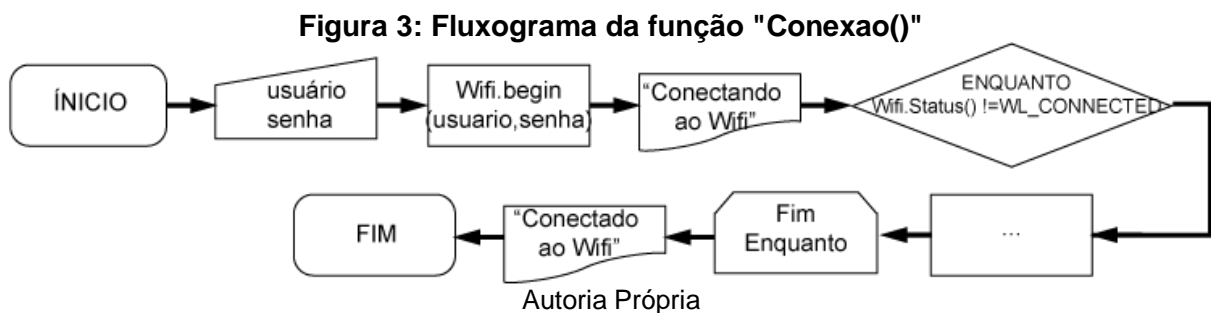 Figura 3: Fluxograma da função "Conexao()"
ÍNICIO
usuário
senha
Wifi.begin
(usuario,senha)
“Conectando
ao Wifi”
ENQUANTO
Wifi.Status() !=WL_CONNECTED
...
Fim
Enquanto
“Conectado
ao Wifi”
FIM
Autoria Própria